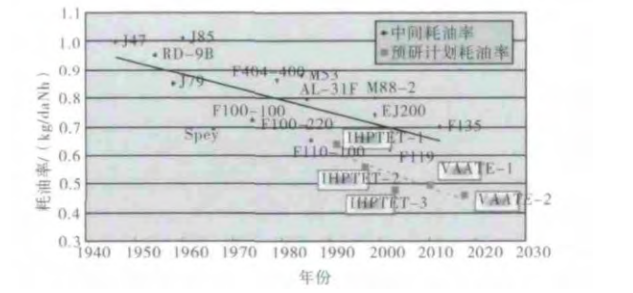 耗油率/（kg/daNh）
1.1
1.0
0.9
0.8
0.7
0.6
0.5
0.4
0.3
中间耗油率
预研计划耗油率
J47
J85
RD-9B
J79
F404-400
M53
AL-31F
M88-2
F100-100
F100-220
EJ200
F135
Spey
IHPTET-1
F110-100
F119
VAATE-1
IHPTET-2
IHPTET-3
VAATE-2
1940
1950
1960
1970
1980
1990
2000
2010
2020
2030
年份